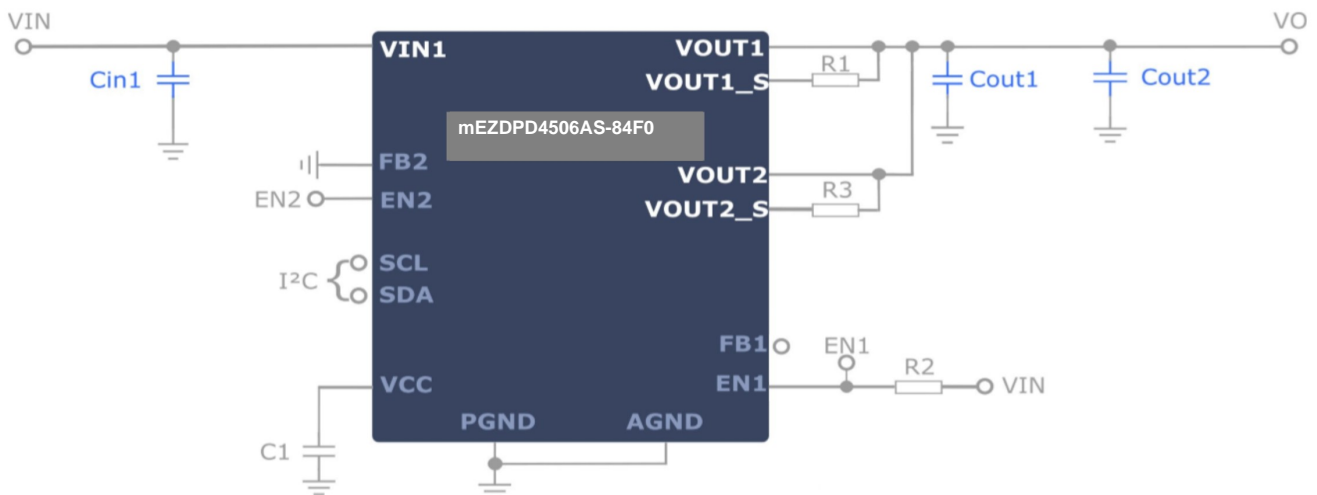 VIN
VO
VIN1
VOUT1
R1
Cin1
VOUT1_S
Cout1
Cout2
mEZDPD4506AS-84F0
FB2
VOUT2
EN2
EN2
R3
VOUT2_S
SCL
I²C
SDA
FB1
EN1
R2
VCC
EN1
VIN
PGND
AGND
C1